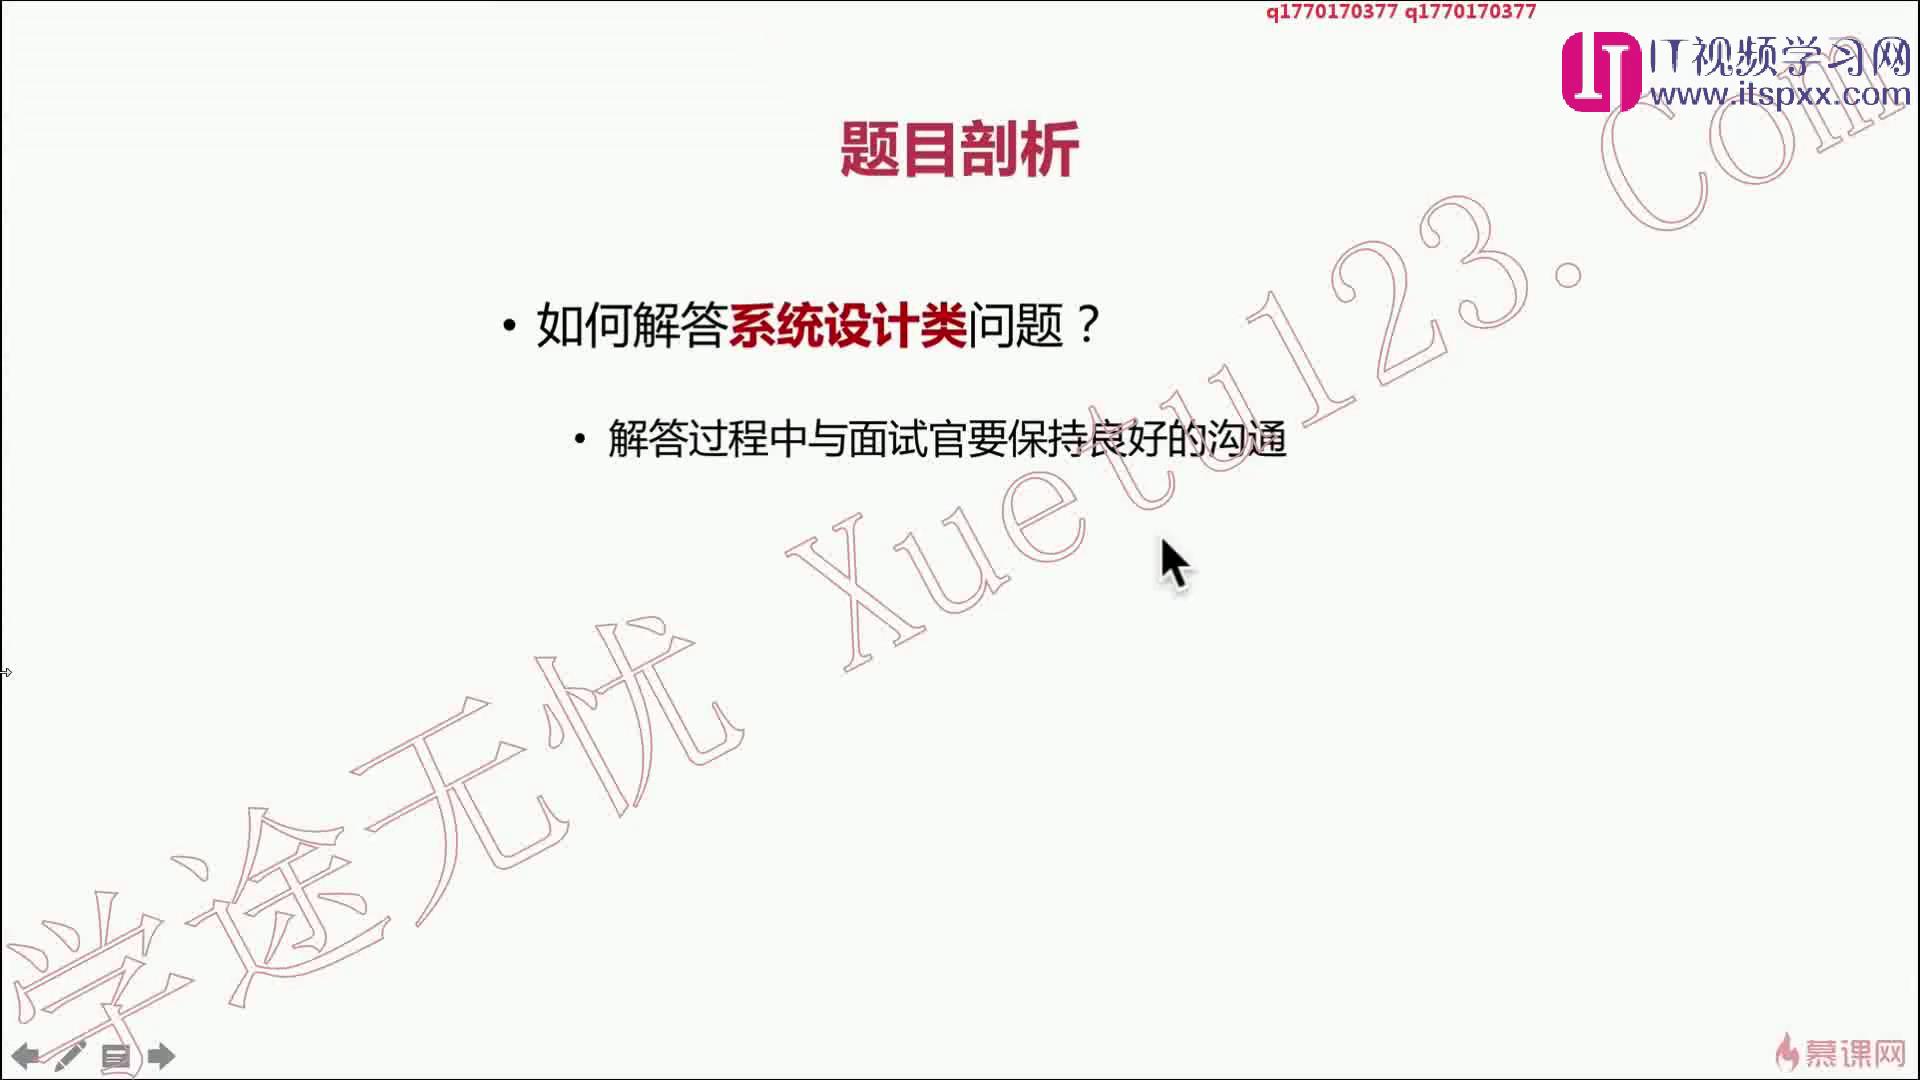 q1770170377 q1770170377
IT视频学习网
www.itspxx.com
题目剖析
• 如何解答系统设计类问题？
• 解答过程中与面试官要保持良好的沟通
学途无忧 Xuetu123.Com
慕课网